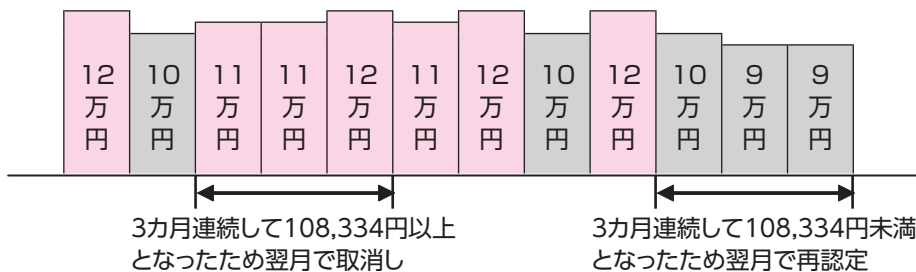 12万円
10万円
11万円
11万円
12万円
11万円
12万円
10万円
12万円
10万円
9万円
9万円
3カ月連続して108,334円以上
となったため翌月で取消し
3カ月連続して108,334円未満
となったため翌月で再認定